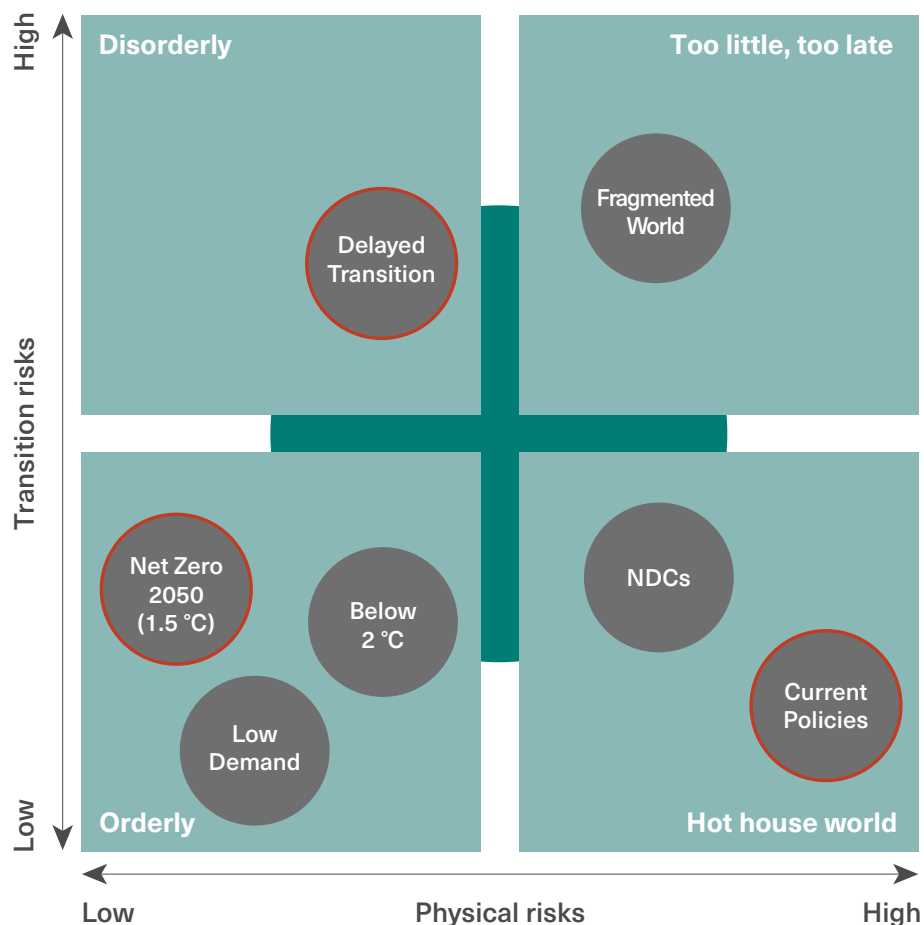 High
Disorderly
Too little, too late
Fragmented
World
Delayed
Transition
Transition risks
Net Zero
2050
(1.5 °C)
Below
2 °C
NDCs
Low
Demand
Current
Policies
Low
Orderly
Hot house world
Low
Physical risks
High